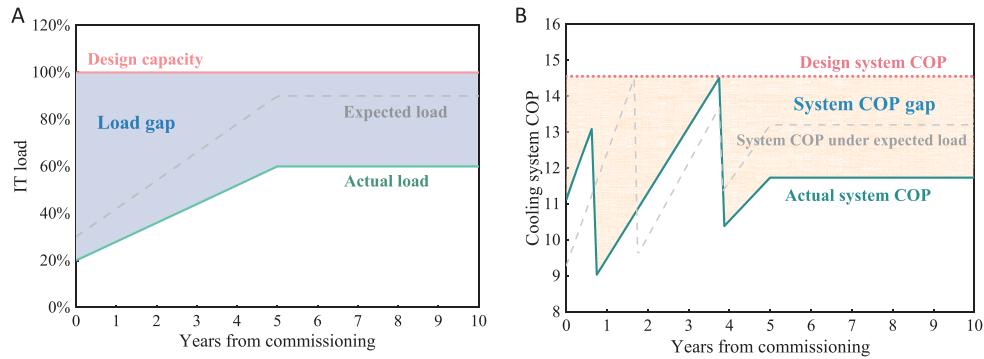 A
120%
100%
80%
60%
40%
20%
0%
IT load
Design capacity
Load gap
Expected load
Actual load
0 1 2 3 4 5 6 7 8 9 10
Years from commissioning
B
16
15
14
13
12
11
10
9
8
Cooling system COP
Design system COP
System COP gap
System COP under expected load
Actual system COP
0 1 2 3 4 5 6 7 8 9 10
Years from commissioning